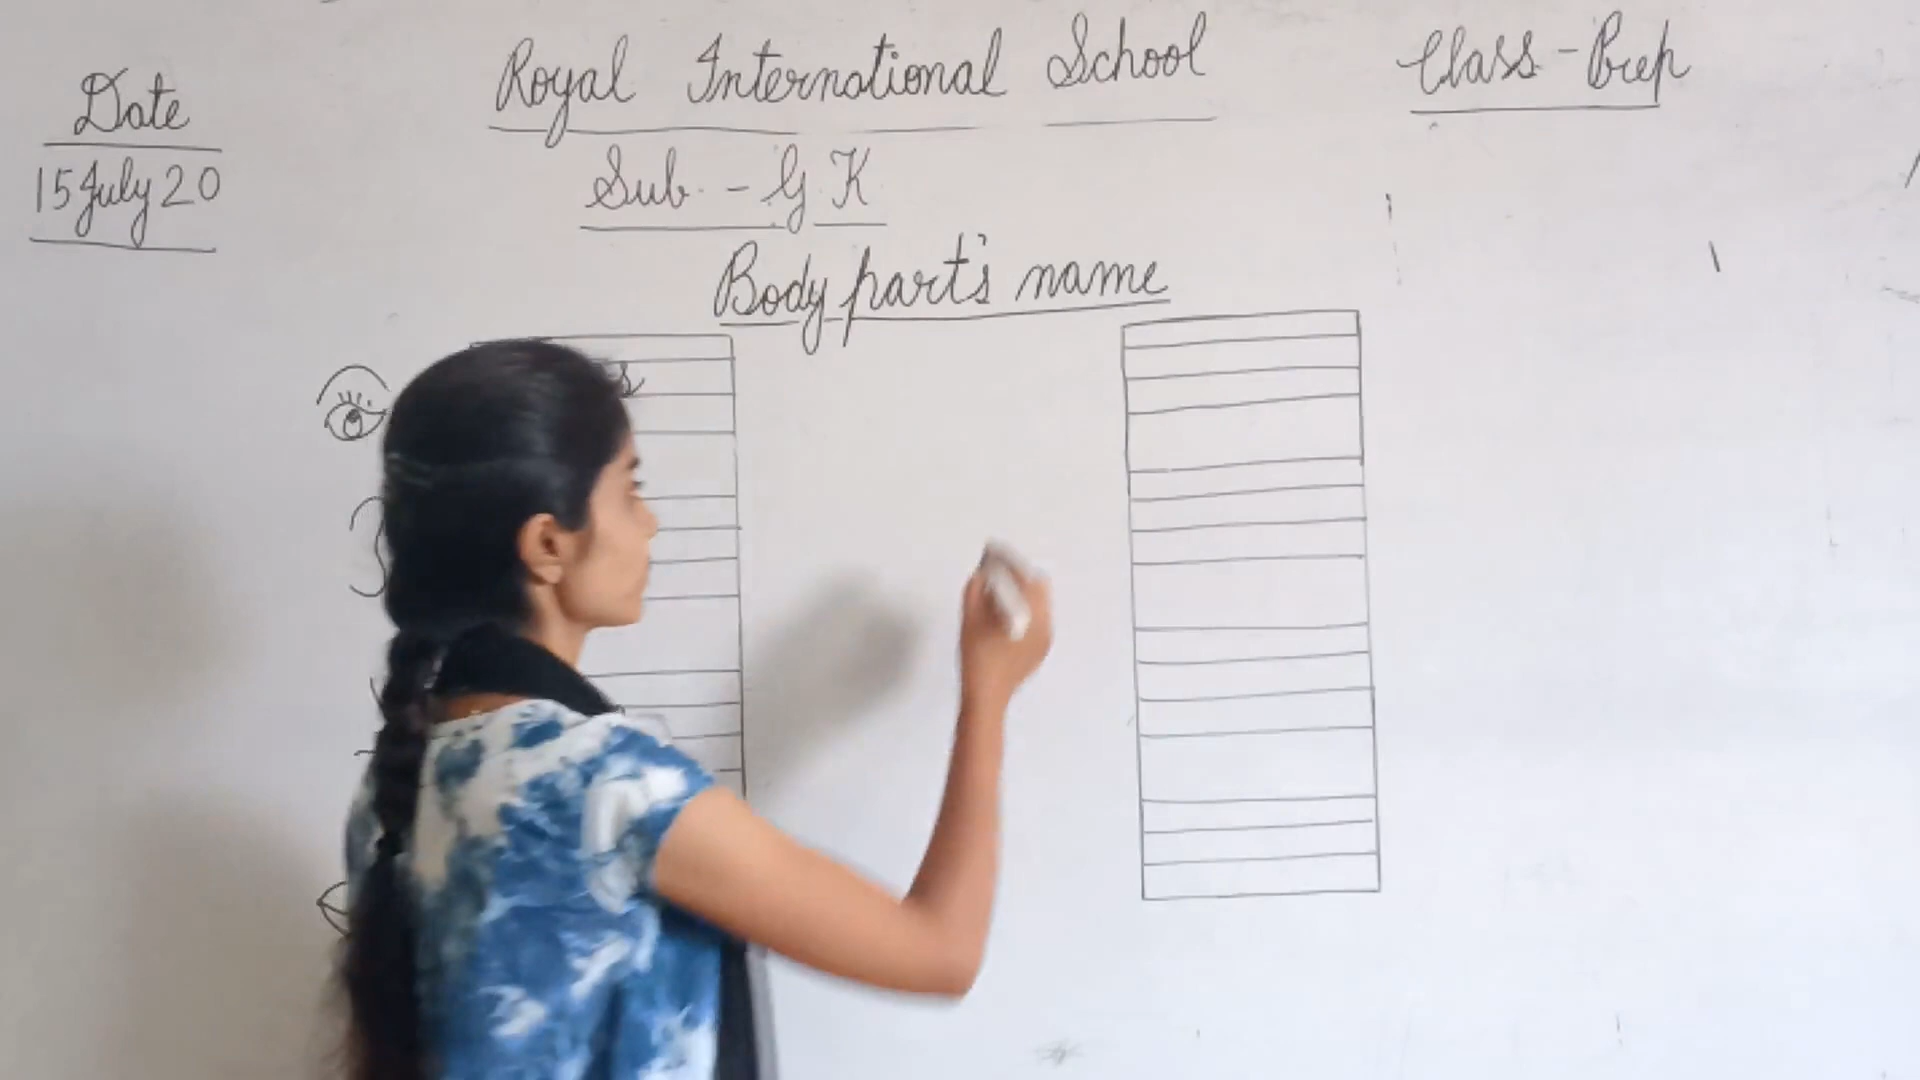 Date
15 July 20
Royal International School
Class - Prep
Sub. - G.K
Body part's name
s